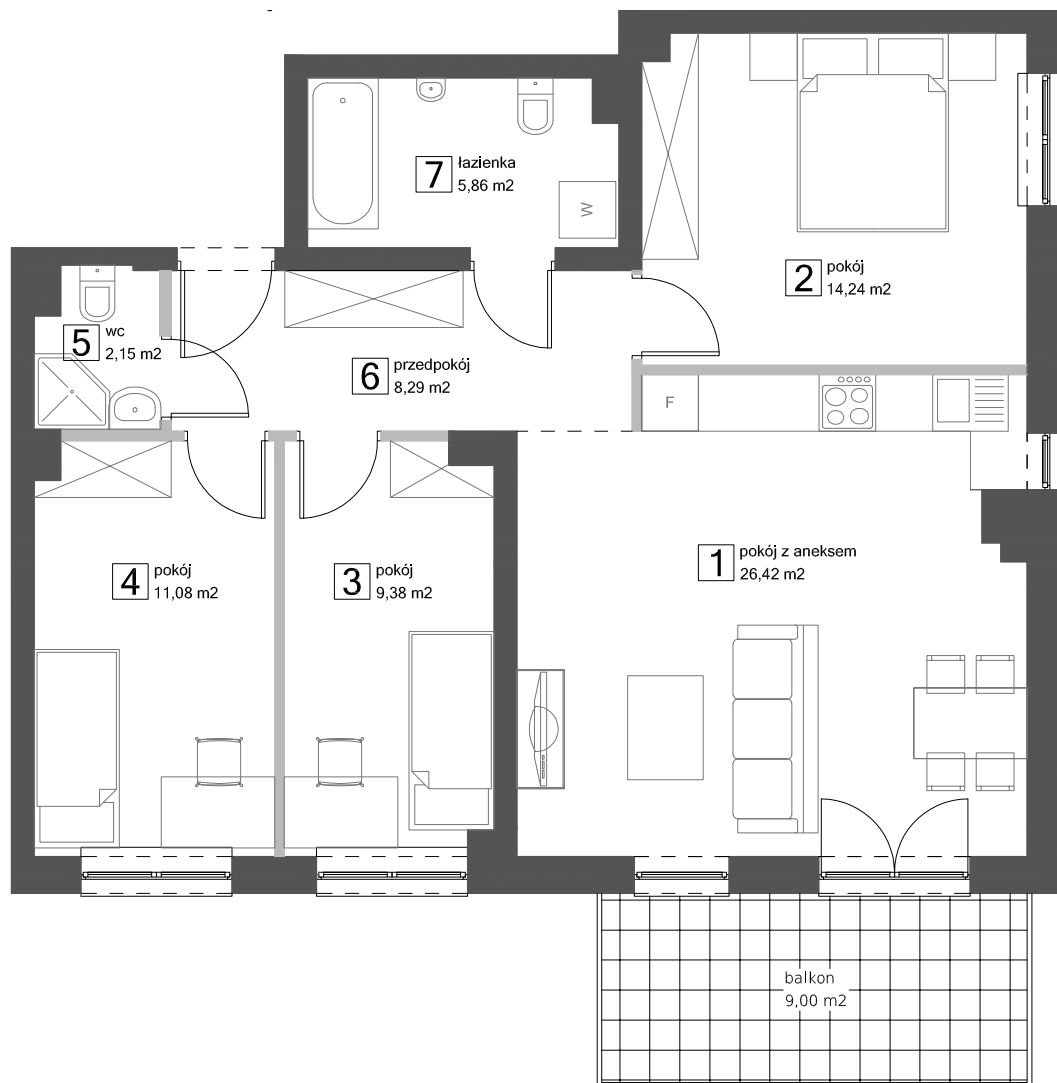 7
łazienka
5,86 m2
W
2
pokój
14,24 m2
5
wc
2,15 m2
6
przedpokój
8,29 m2
F
1
pokój z aneksem
26,42 m2
4
pokój
11,08 m2
3
pokój
9,38 m2
balkon
9,00 m2